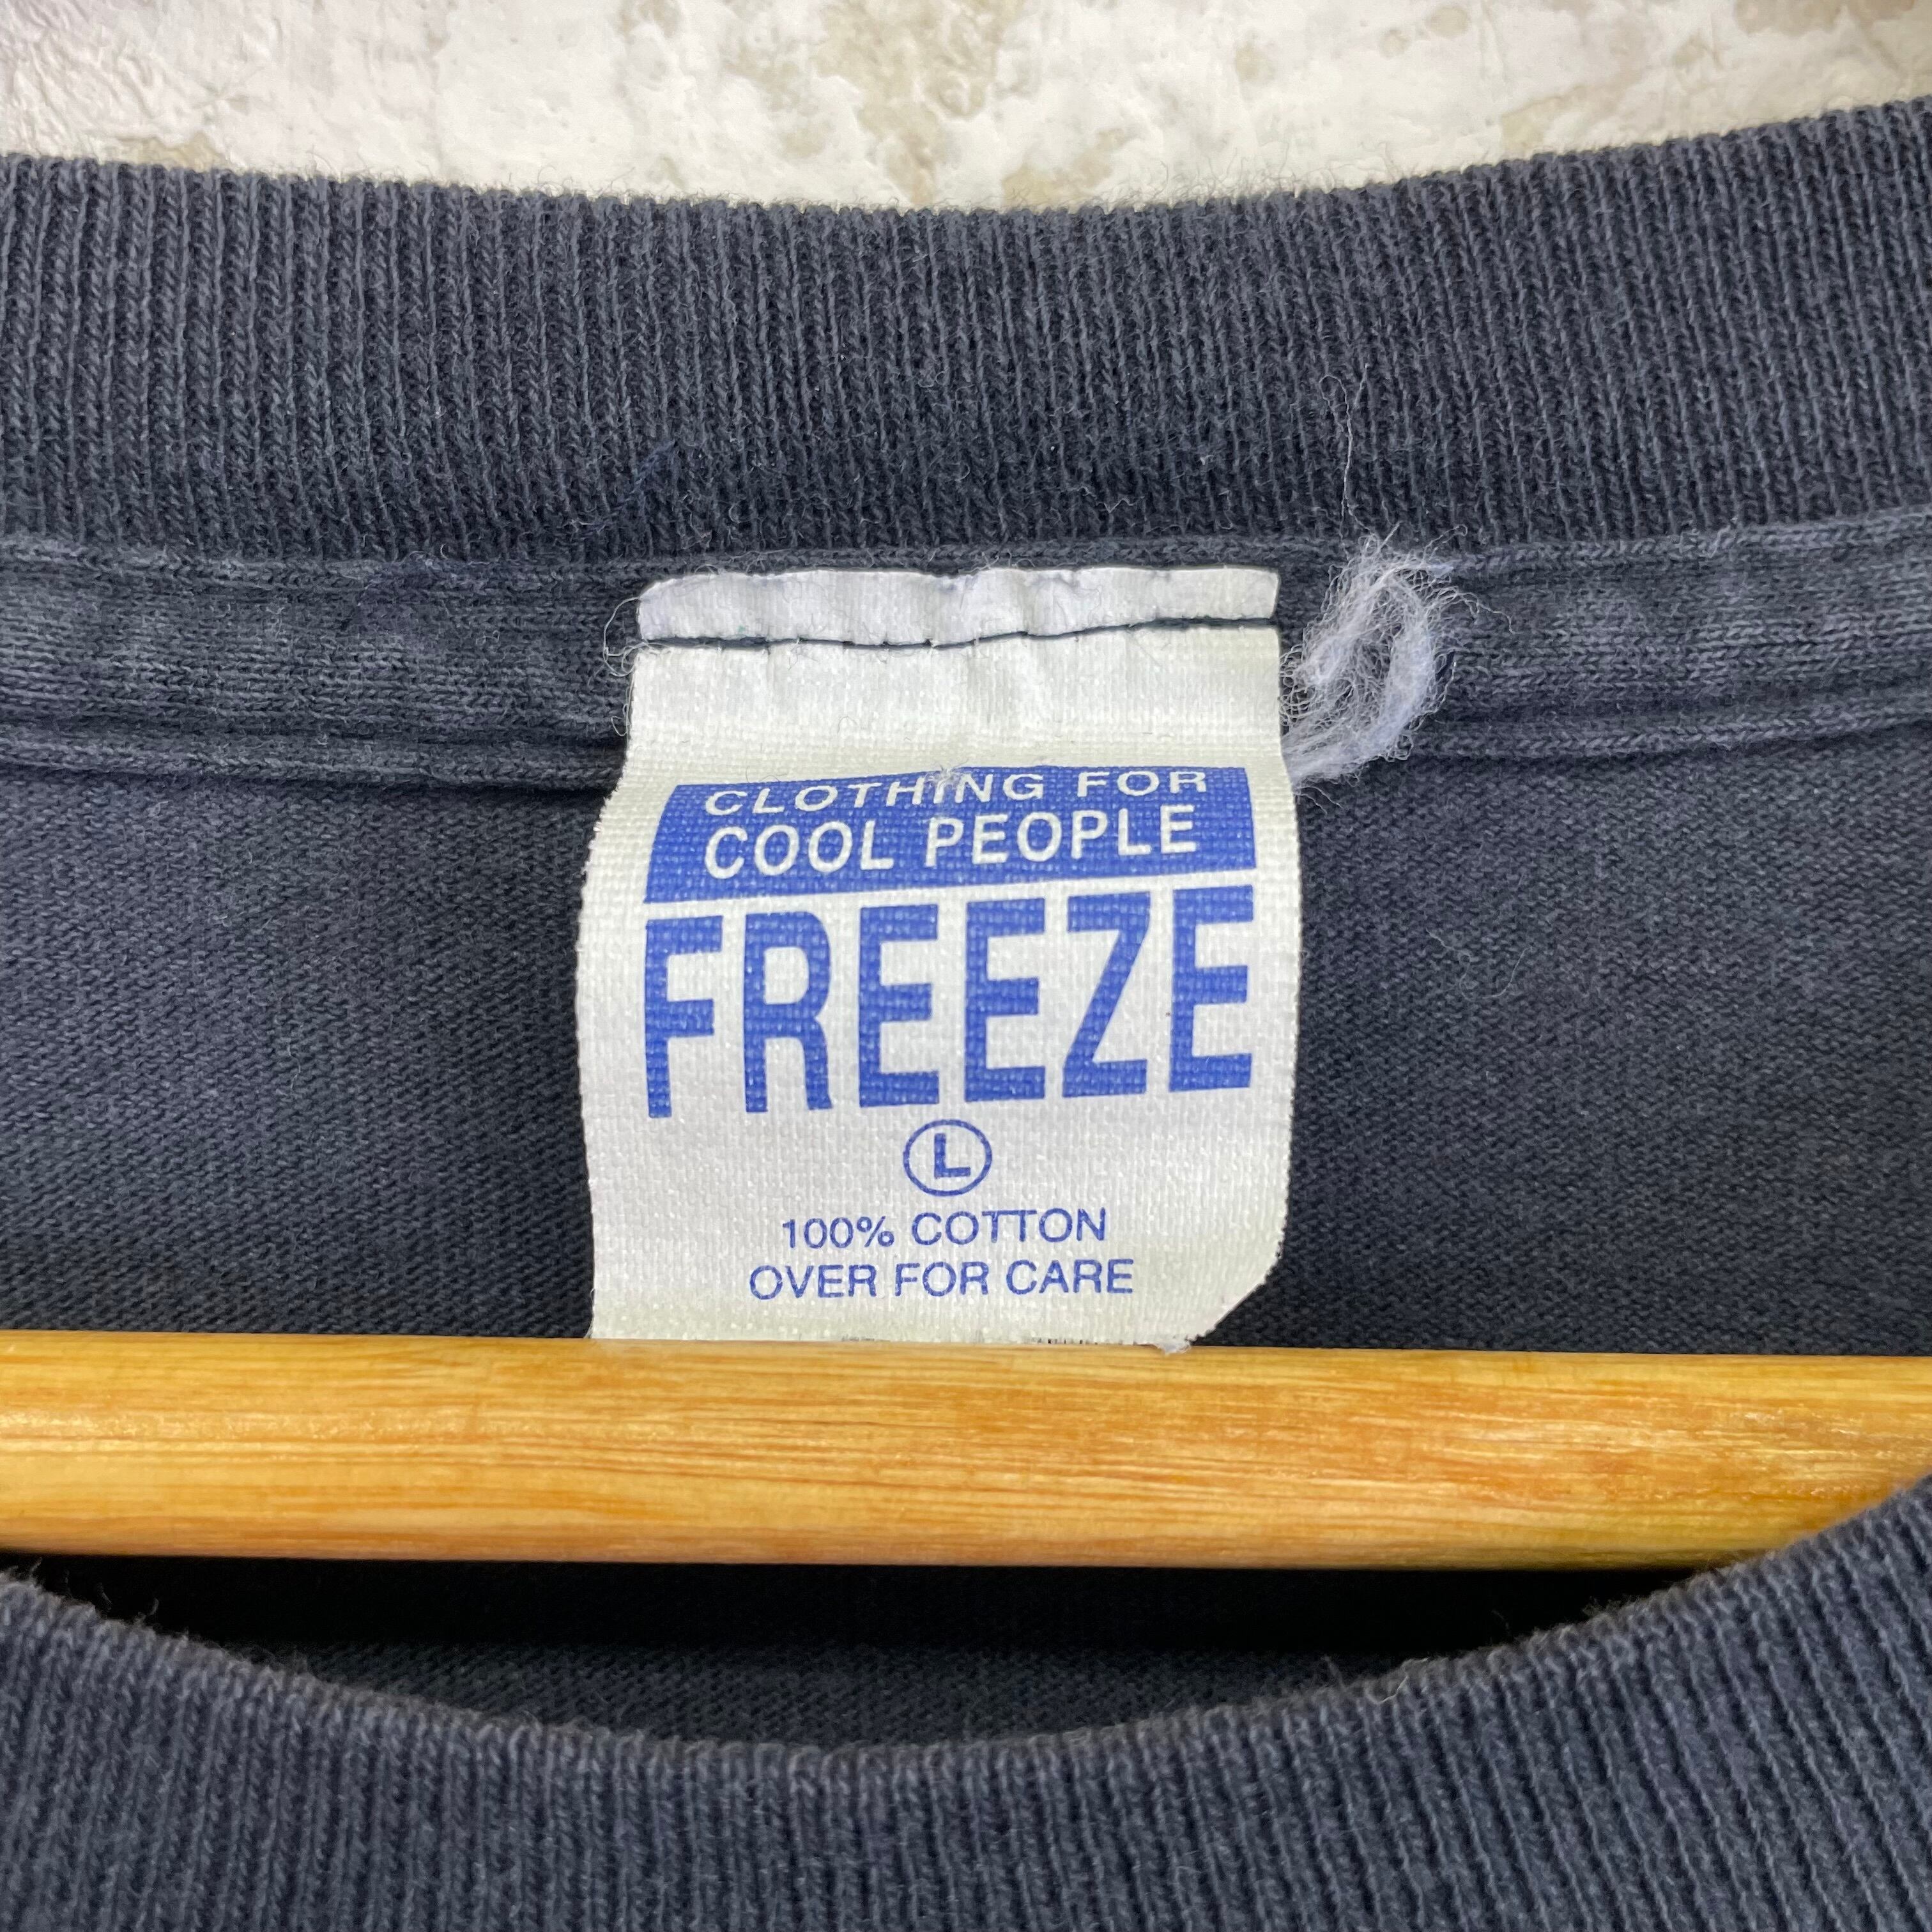 CLOTHING FOR
COOL PEOPLE
FREEZE
L
100% COTTON
OVER FOR CARE